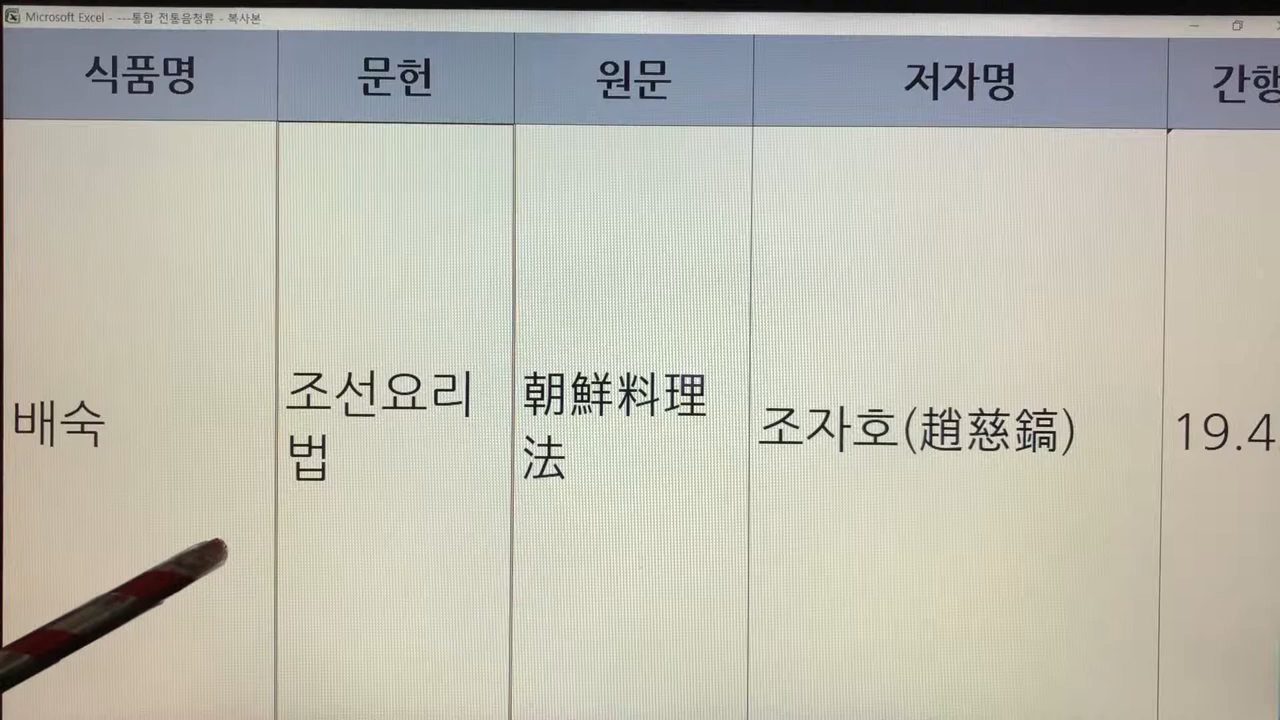 Microsoft Excel - ---통합 전통음청류 - 복사본
식품명 문헌 원문 저자명 간행
배숙 조선요리 朝鮮料理 조자호(趙慈鎬) 19.4
법 法